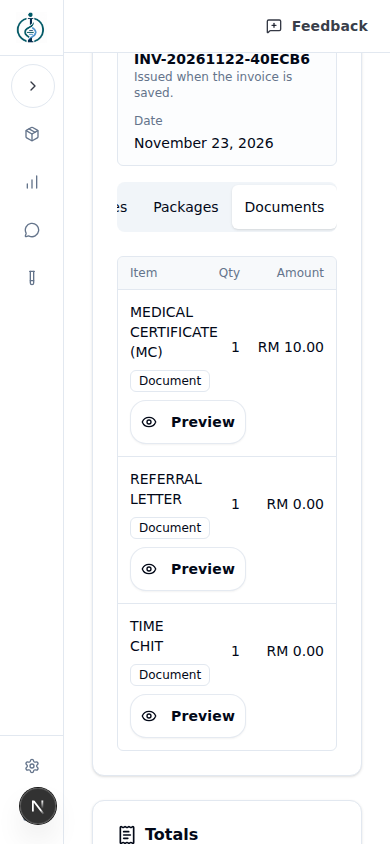 Feedback
INV-20261122-40ECB6
Issued when the invoice is
saved.
Date
November 23, 2026
es Packages Documents
Item Qty Amount
MEDICAL
CERTIFICATE
(MC)
1 RM 10.00
Document
Preview
REFERRAL
LETTER
1 RM 0.00
Document
Preview
TIME
CHIT
1 RM 0.00
Document
Preview
N
Totals